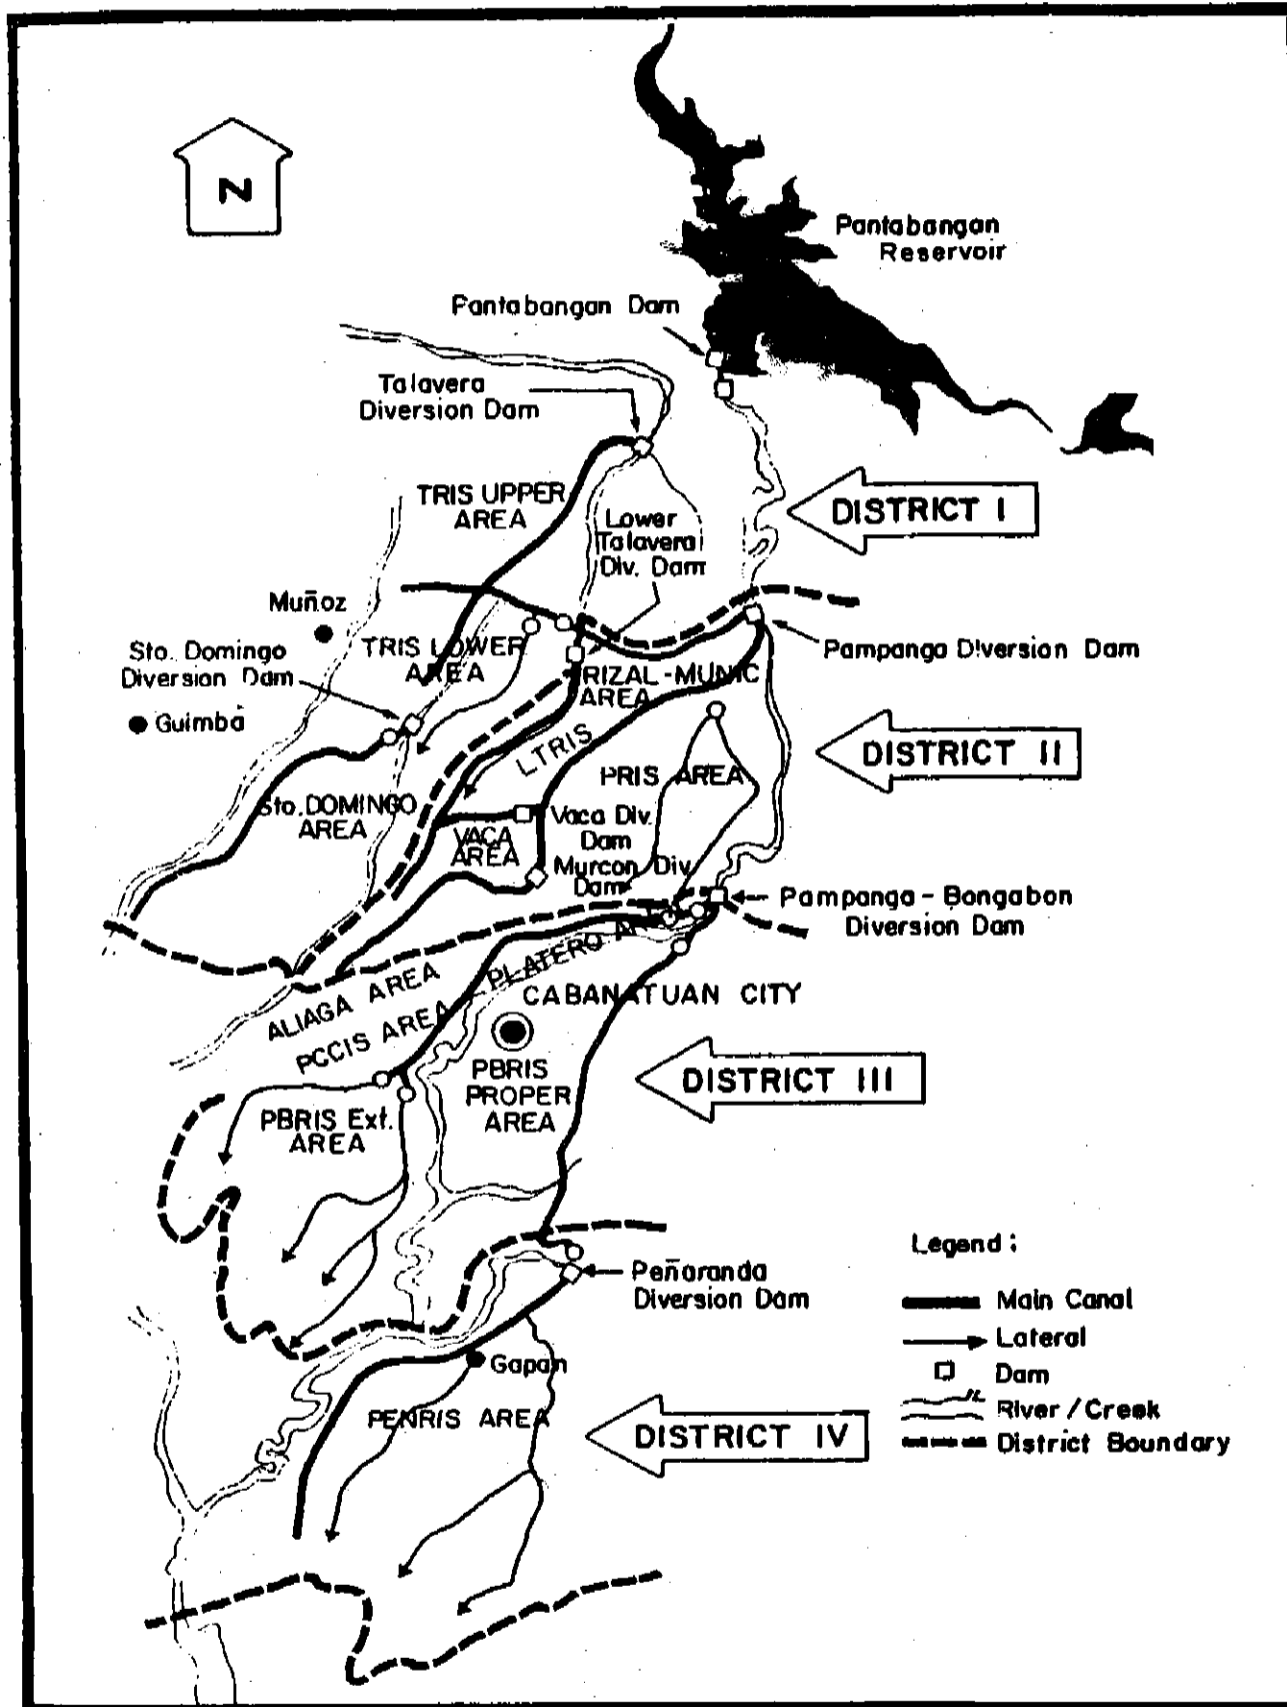 N
Pantabangan
Reservoir
Pantabangan Dam
Talavera
Diversion Dam
TRIS UPPER
AREA
Lower
Talavera
Div. Dam
DISTRICT I
Muñoz
Sto. Domingo
Diversion Dam
TRIS LOWER
AREA
RIZAL-MUNIC
AREA
Pampanga Diversion Dam
Guimba
LTRIS
PRIS AREA
DISTRICT II
Sto. DOMINGO
AREA
VACA
AREA
Vaca Div.
Dam
Murcon Div.
Dam
Pampanga - Bongabon
Diversion Dam
ALIAGA AREA
PCCIS AREA
PLATERO
CABANATUAN CITY
PBRIS
PROPER
AREA
DISTRICT III
PBRIS Ext.
AREA
Peñaranda
Diversion Dam
Gapan
PENRIS AREA
DISTRICT IV
Legend :
Main Canal
Lateral
Dam
River / Creek
District Boundary